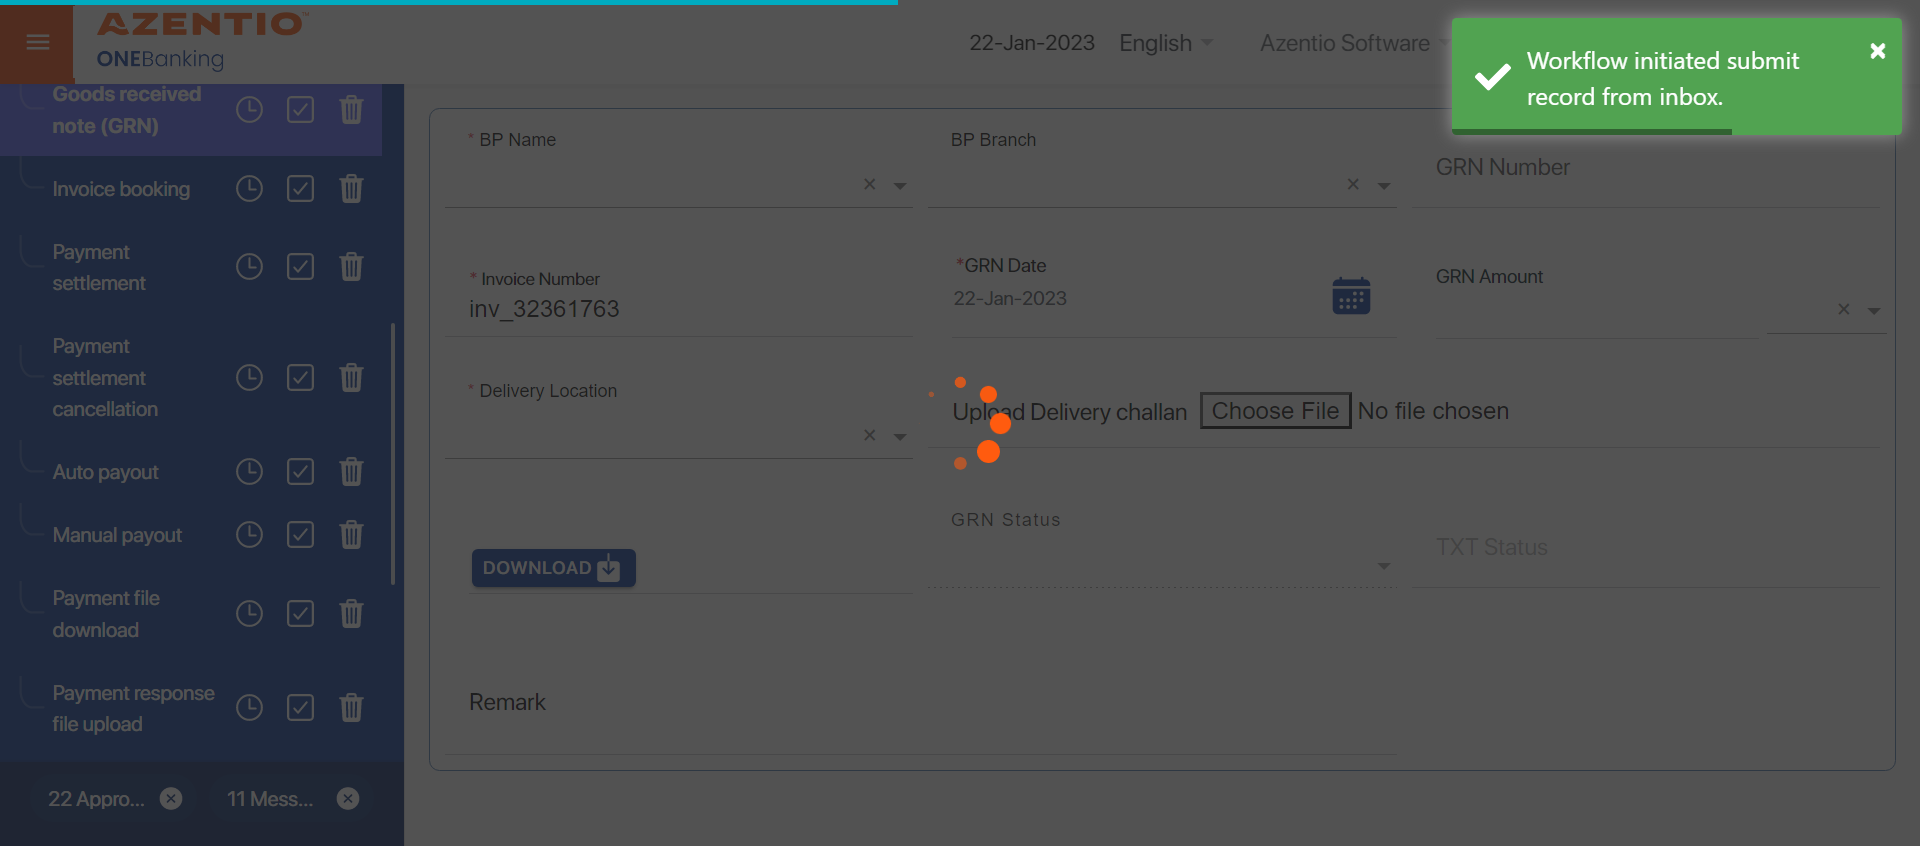 AZENTIO™
ONEBanking
22-Jan-2023
English
Azentio Software
Workflow initiated submit
record from inbox.
Goods received
note (GRN)
Invoice booking
Payment
settlement
Payment
settlement
cancellation
Auto payout
Manual payout
Payment file
download
Payment response
file upload
22 Appro...
11 Mess...
* BP Name
BP Branch
GRN Number
* Invoice Number
inv_32361763
*GRN Date
22-Jan-2023
GRN Amount
* Delivery Location
Upload Delivery challan
Choose File
No file chosen
DOWNLOAD
GRN Status
TXT Status
Remark